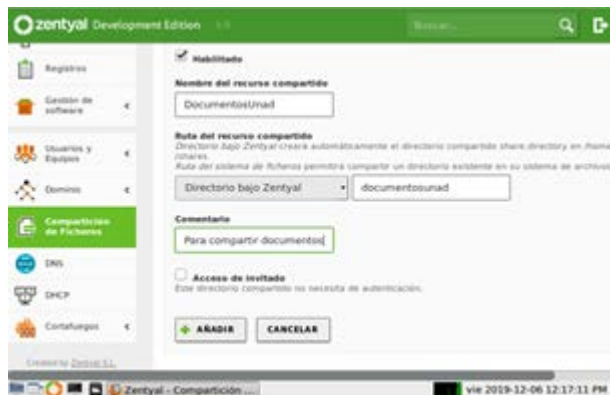 zentyal Development Edition
Buscar...
Registros
Gestión de
software
Usuarios y
Equipos
Dominio
Compartición
de Ficheros
DNS
DHCP
Cortafuegos
Created by Zentyal S.L.
Habilitado
Nombre del recurso compartido
DocumentosUnad
Ruta del recurso compartido
Directorio bajo Zentyal creará automáticamente el directorio compartido share.directory en /home
/shares.
Ruta del sistema de ficheros permitirá compartir un directorio existente en su sistema de archivos
Directorio bajo Zentyal
documentosunad
Comentario
Para compartir documentos
Acceso de invitado
Este directorio compartido no necesita de autenticación.
AÑADIR
CANCELAR
Zentyal - Compartición ...
vie 2019-12-06 12:17:11 PM